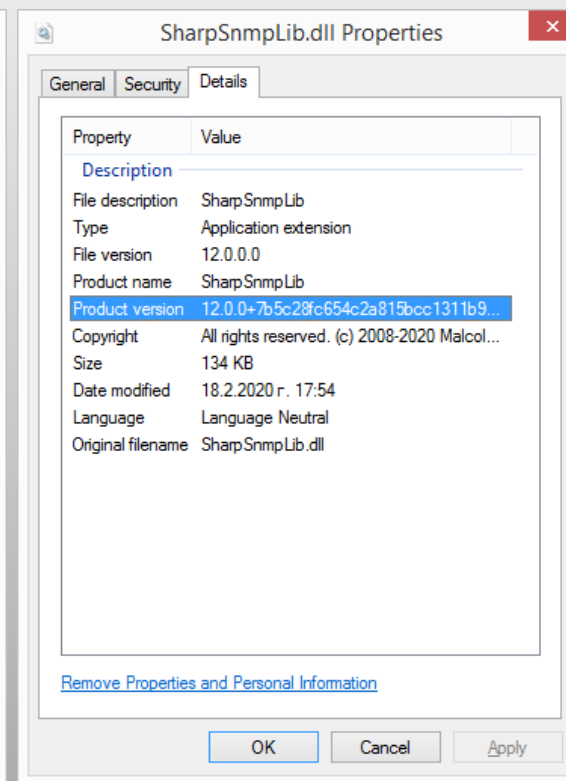 SharpSnmpLib.dll Properties
General Security Details
Property Value
Description
File description SharpSnmpLib
Type Application extension
File version 12.0.0.0
Product name SharpSnmpLib
Product version 12.0.0+7b5c28fc654c2a815bcc1311b9...
Copyright All rights reserved. (c) 2008-2020 Malcol...
Size 134 KB
Date modified 18.2.2020 г. 17:54
Language Language Neutral
Original filename SharpSnmpLib.dll
Remove Properties and Personal Information
OK Cancel Apply